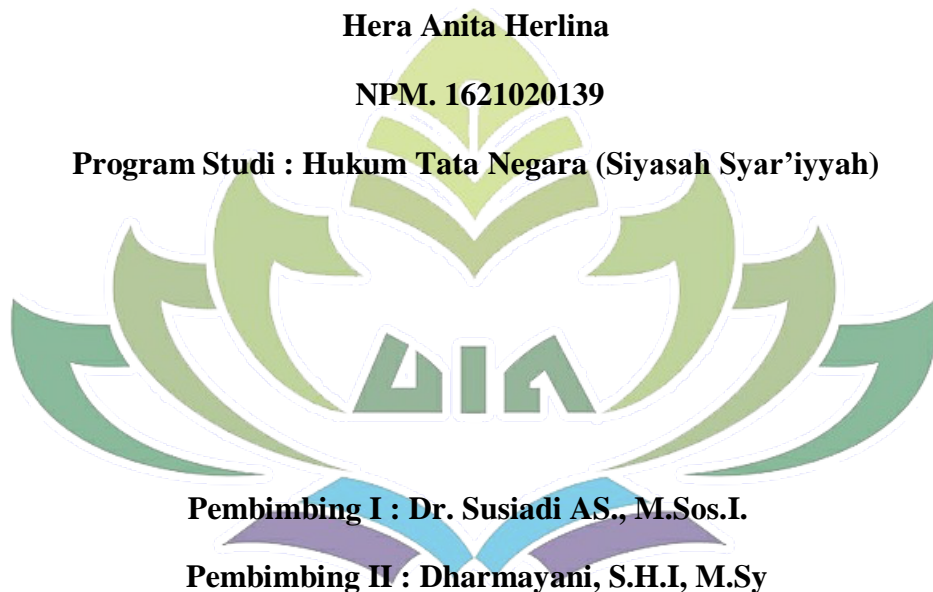 Hera Anita Herlina
NPM. 1621020139
Program Studi : Hukum Tata Negara (Siyasah Syar’iyyah)
UIN
Pembimbing I : Dr. Susiadi AS., M.Sos.I.
Pembimbing II : Dharmayani, S.H.I, M.Sy